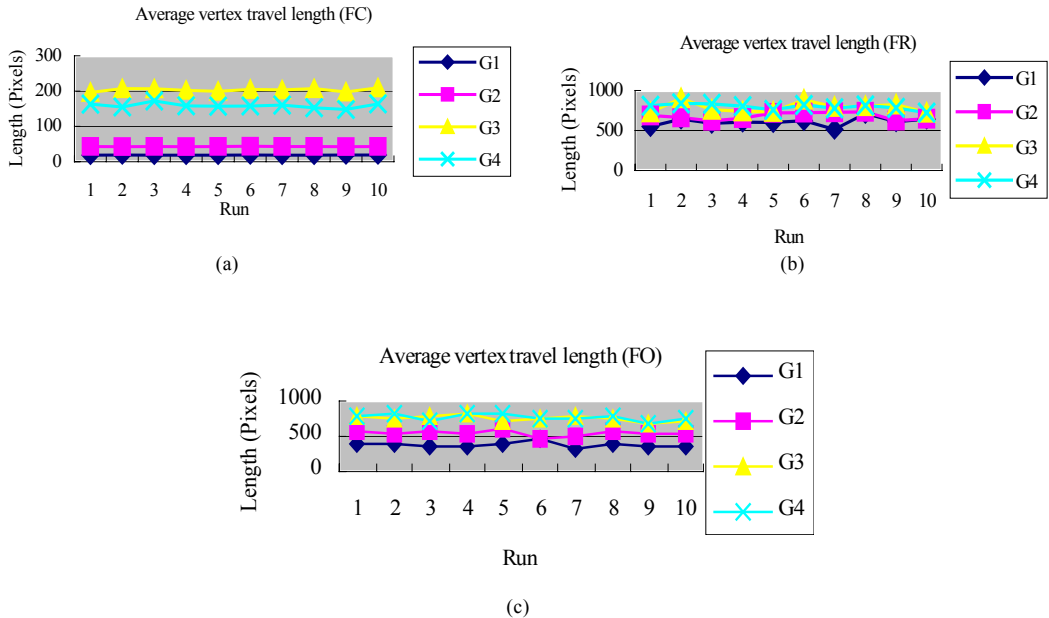 Average vertex travel length (FC)
Length (Pixels)
300
200
100
0
1 2 3 4 5 6 7 8 9 10
Run
G1
G2
G3
G4
(a)
Average vertex travel length (FR)
Length (Pixels)
1000
500
0
1 2 3 4 5 6 7 8 9 10
Run
G1
G2
G3
G4
(b)
Average vertex travel length (FO)
Length (Pixels)
1000
500
0
1 2 3 4 5 6 7 8 9 10
Run
G1
G2
G3
G4
(c)